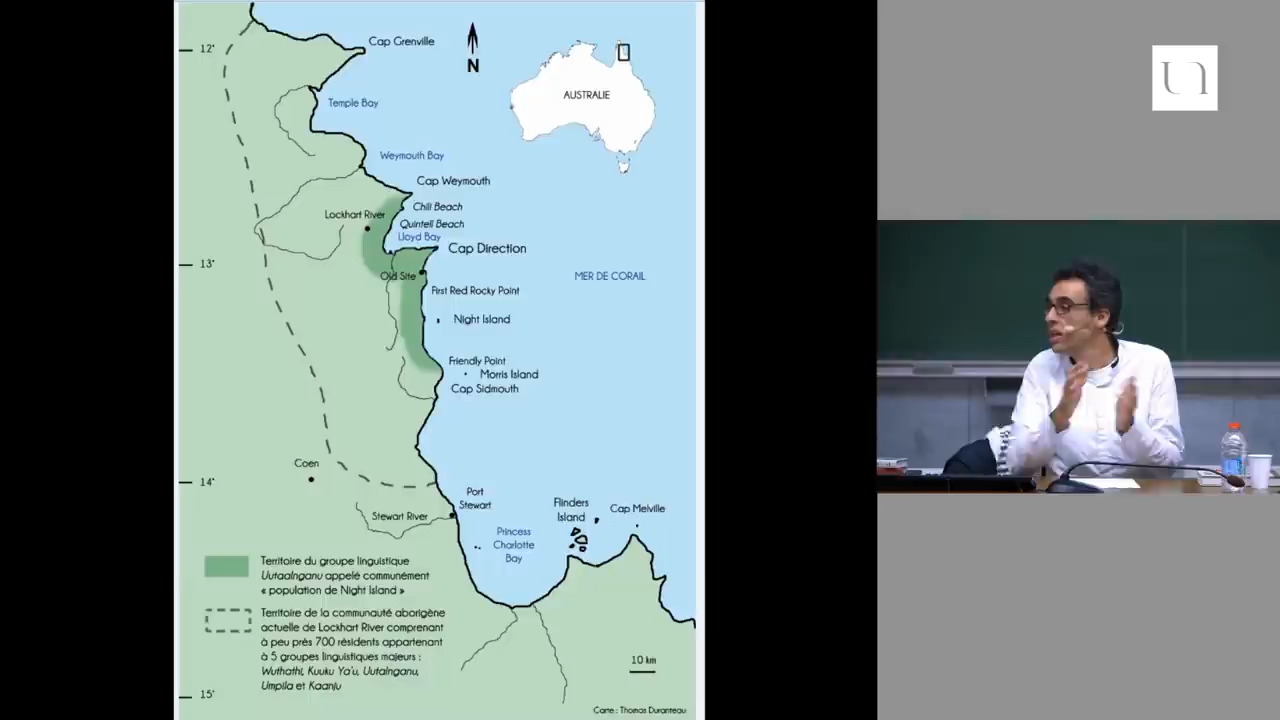 12°
Cap Grenville
N
AUSTRALIE
Temple Bay
Weymouth Bay
Cap Weymouth
Chili Beach
Lockhart River
Quintell Beach
Lloyd Bay
Cap Direction
13°
Old Site
MER DE CORAIL
First Red Rocky Point
Night Island
Friendly Point
Morris Island
Cap Sidmouth
Coen
14°
Port
Stewart
Stewart River
Flinders
Island
Cap Melville
Princess
Charlotte
Bay
Territoire du groupe linguistique
Uutaalnganu appelé communément
« population de Night Island »
Territoire de la communauté aborigène
actuelle de Lockhart River comprenant
à peu près 700 résidents appartenant
à 5 groupes linguistiques majeurs :
Wuthathi, Kuuku Ya'u, Uutalnganu,
Umpila et Kaanju
10 km
15°
Carte : Thomas Duranteau